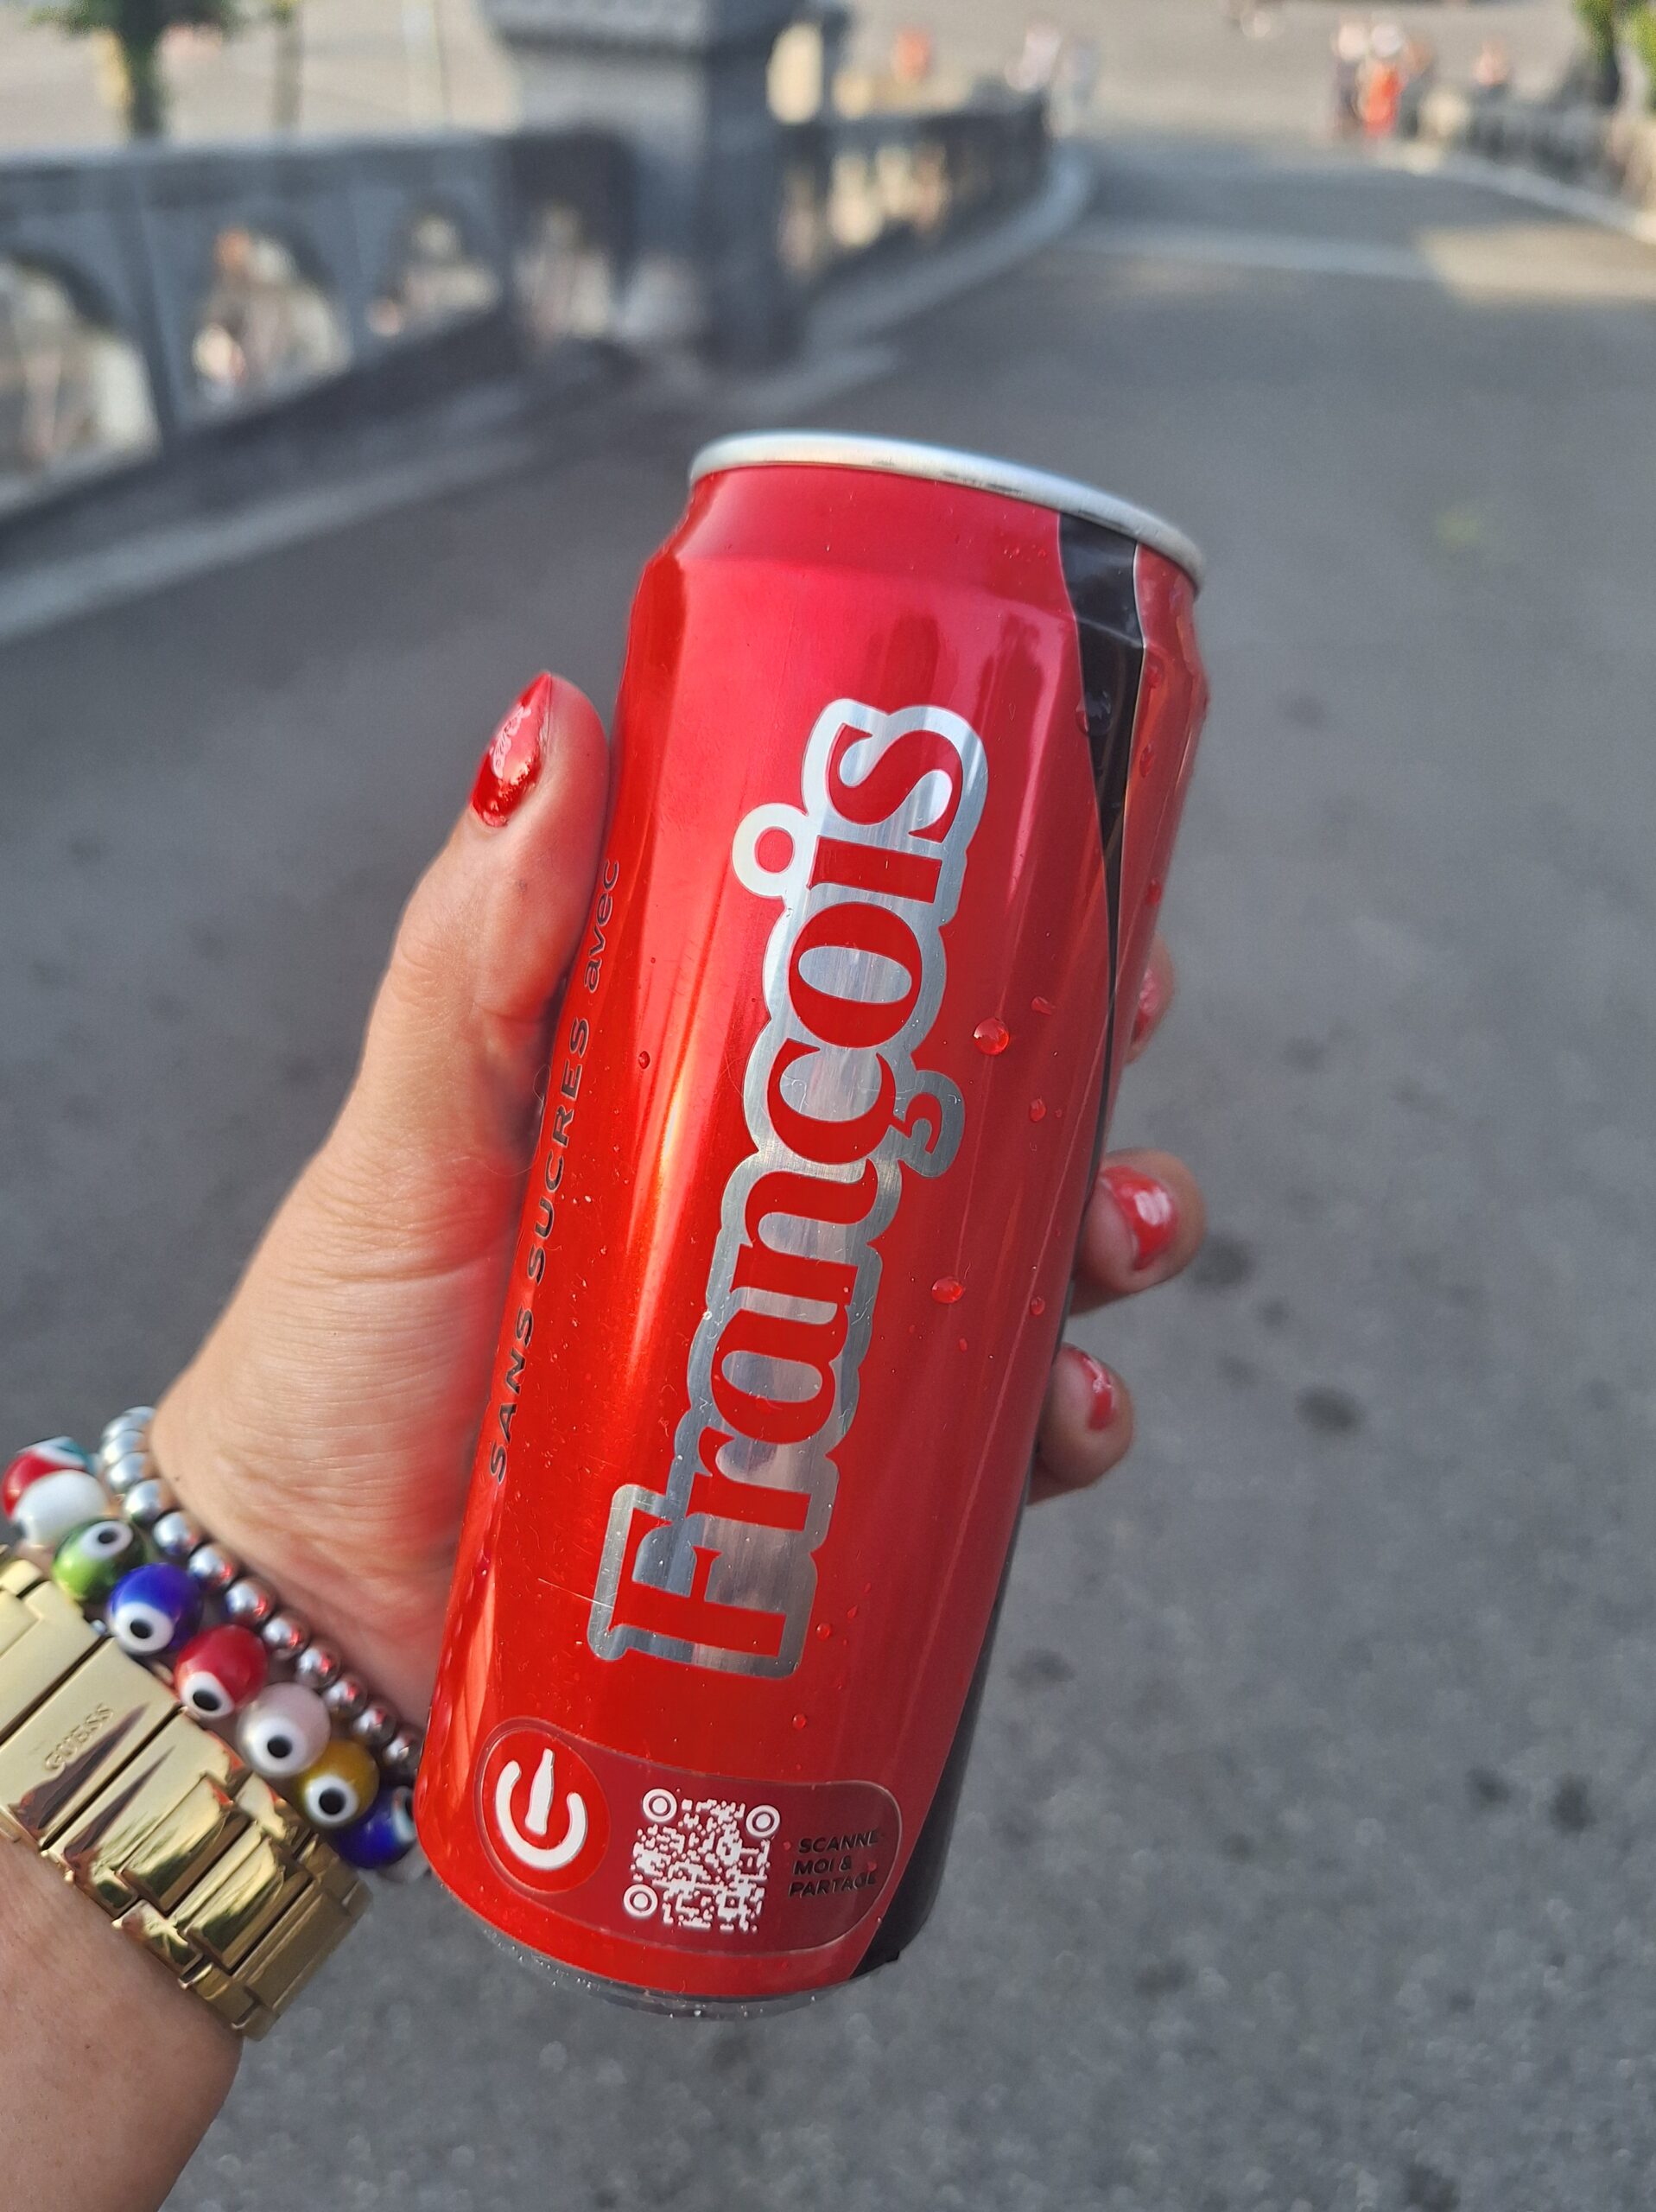 SANS SUCRES avec
François
SCANNE-
MOI &
PARTAGE
GUESS